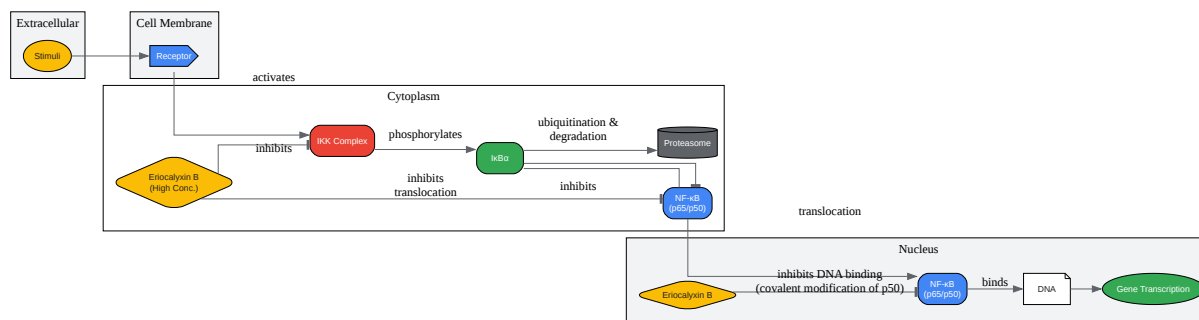 Extracellular
Cell Membrane
Stimuli
Receptor
activates
Cytoplasm
IKK Complex
phosphorylates
ubiquitination &
degradation
Proteasome
inhibits
IκBα
Eriocalyxin B
(High Conc.)
inhibits
translocation
inhibits
NF-κB
(p65/p50)
translocation
Nucleus
Eriocalyxin B
inhibits DNA binding
(covalent modification of p50)
NF-κB
(p65/p50)
binds
DNA
Gene Transcription